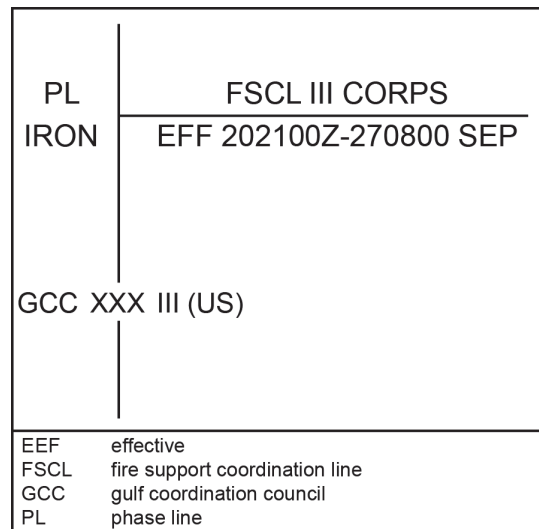 PL
IRON
FSCL III CORPS
EFF 202100Z-270800 SEP
GCC XXX III (US)
EEF effective
FSCL fire support coordination line
GCC gulf coordination council
PL phase line